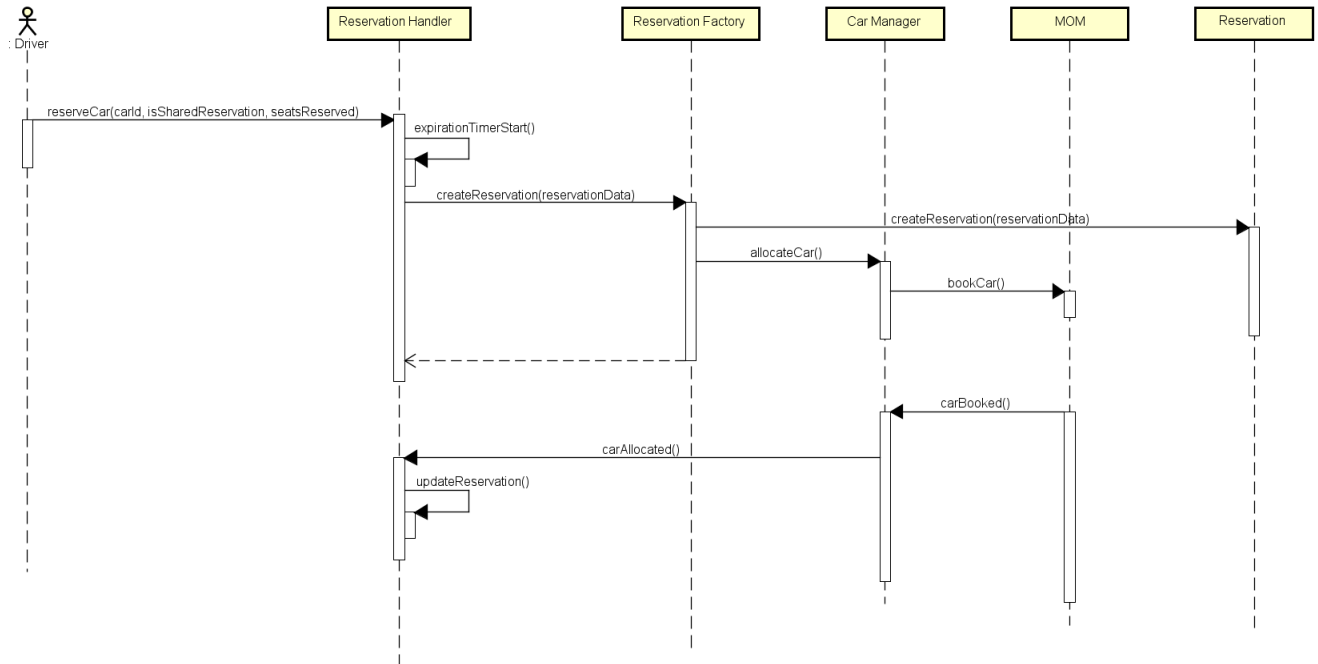 Reservation Handler
Reservation Factory
Car Manager
MOM
Reservation
: Driver
reserveCar(carId, isSharedReservation, seatsReserved)
expirationTimerStart()
createReservation(reservationData)
createReservation(reservationData)
allocateCar()
bookCar()
carBooked()
carAllocated()
updateReservation()